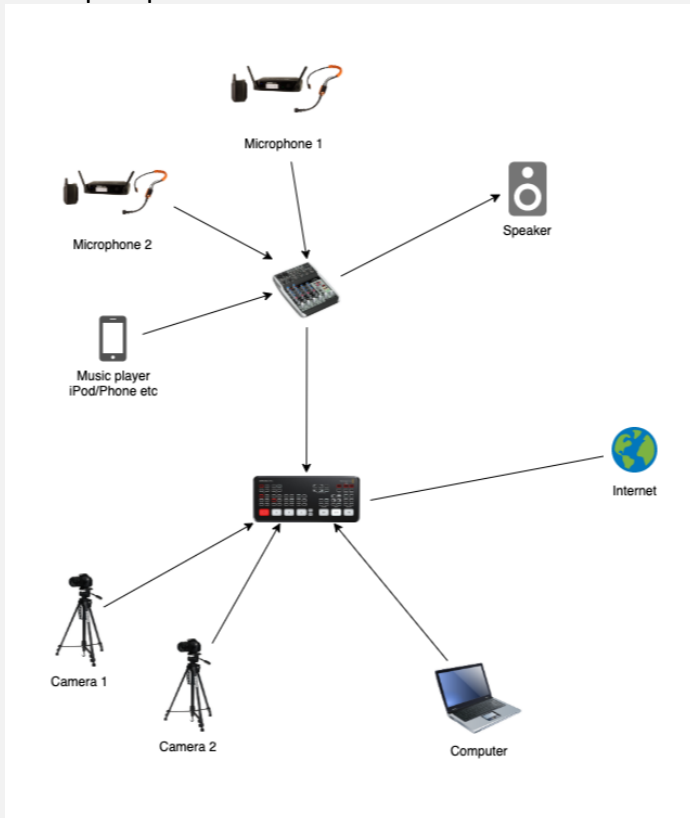 Microphone 1
Microphone 2
Speaker
Music player
iPod/Phone etc
Internet
Camera 1
Camera 2
Computer